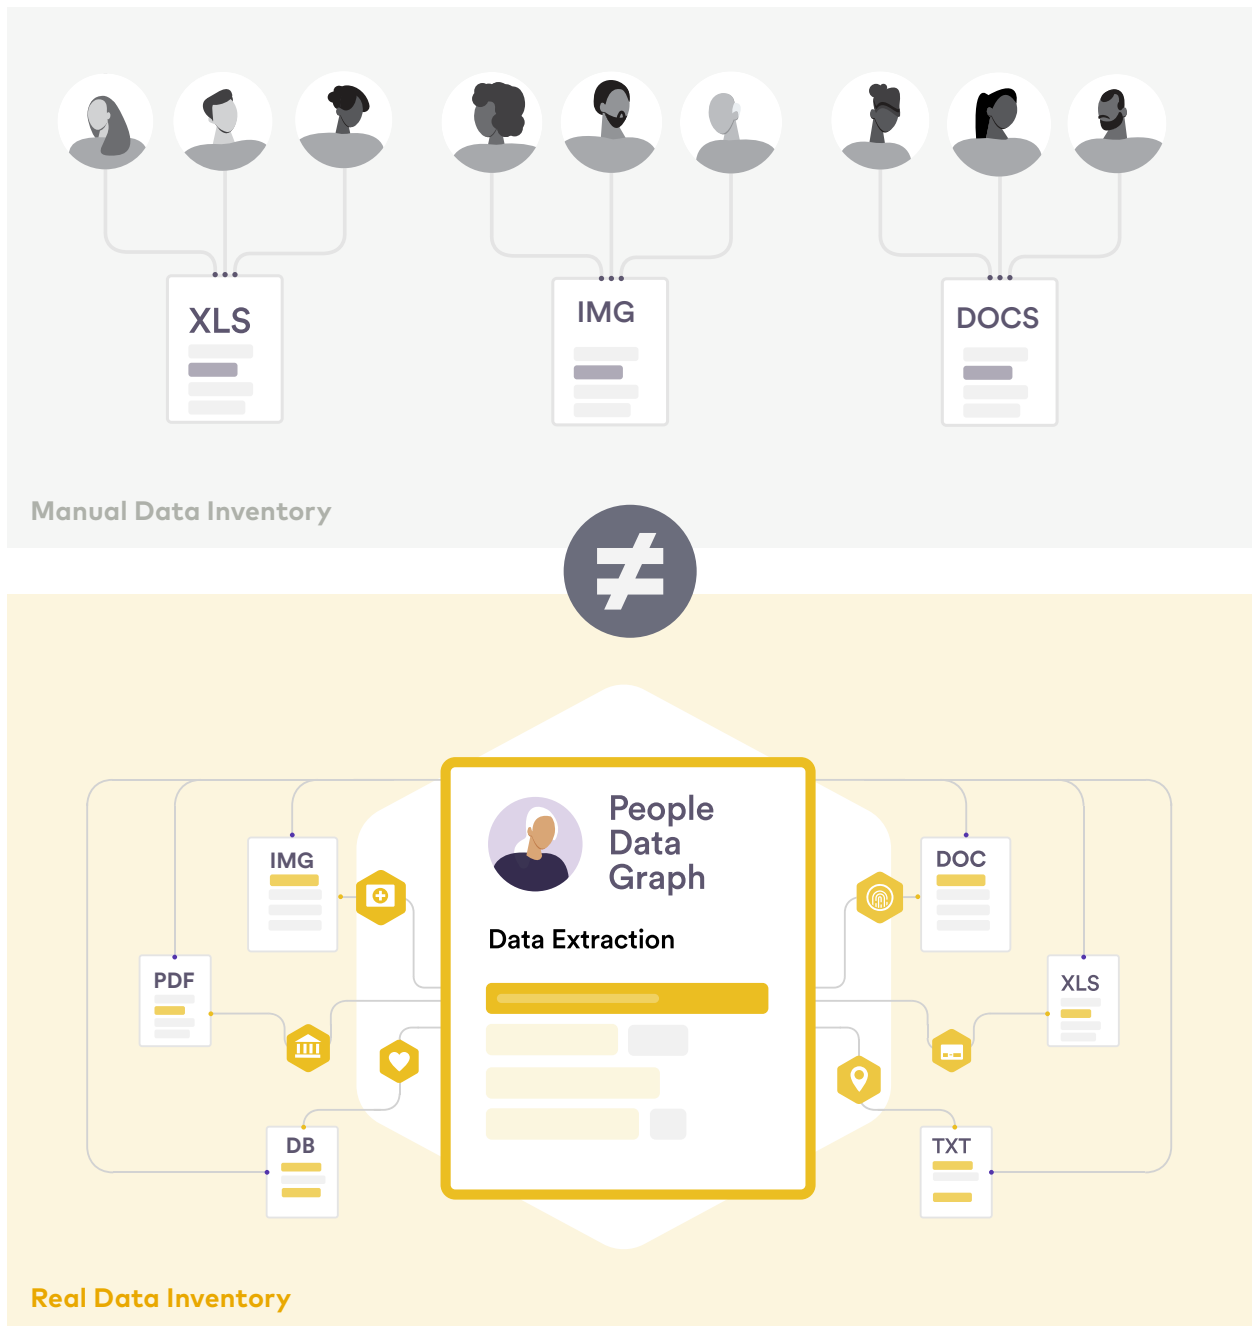 XLS
IMG
DOCS
Manual Data Inventory
≠
People
Data
Graph
Data Extraction
IMG
DOC
PDF
XLS
DB
TXT
Real Data Inventory